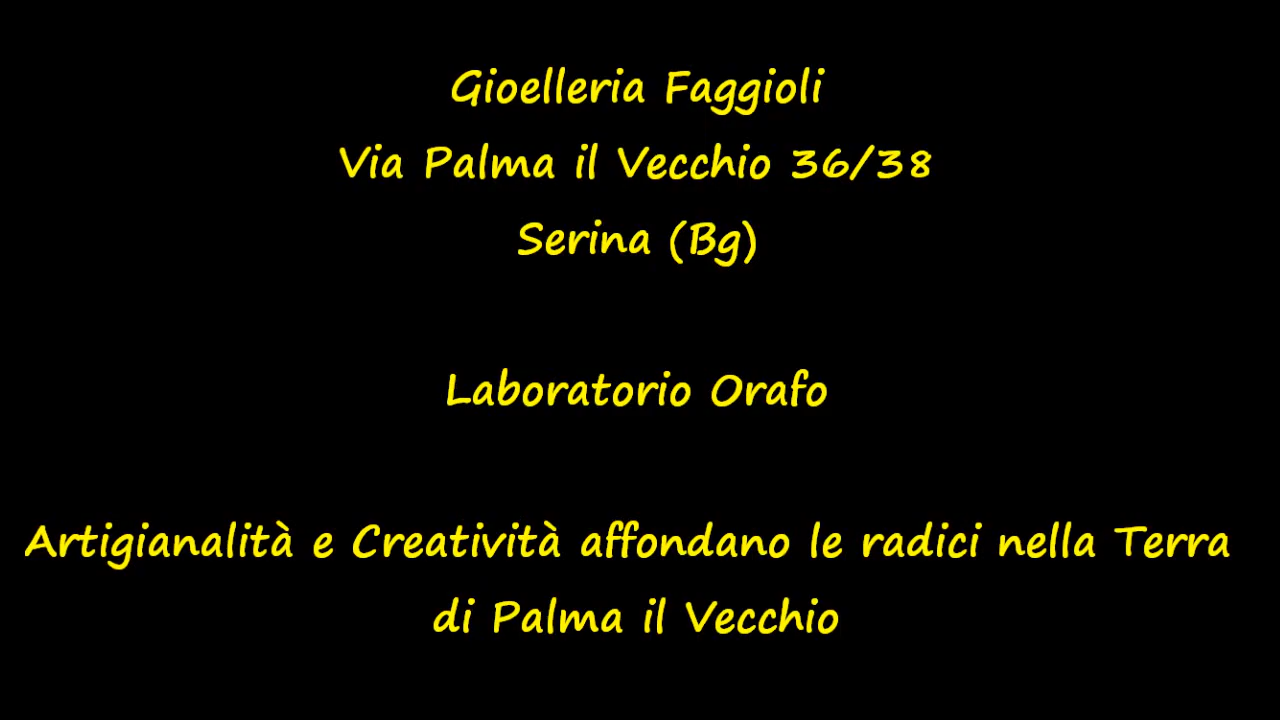 Gioelleria Faggioli
Via Palma il Vecchio 36/38
Serina (Bg)
Laboratorio Orafo
Artigianalità e Creatività affondano le radici nella Terra
di Palma il Vecchio